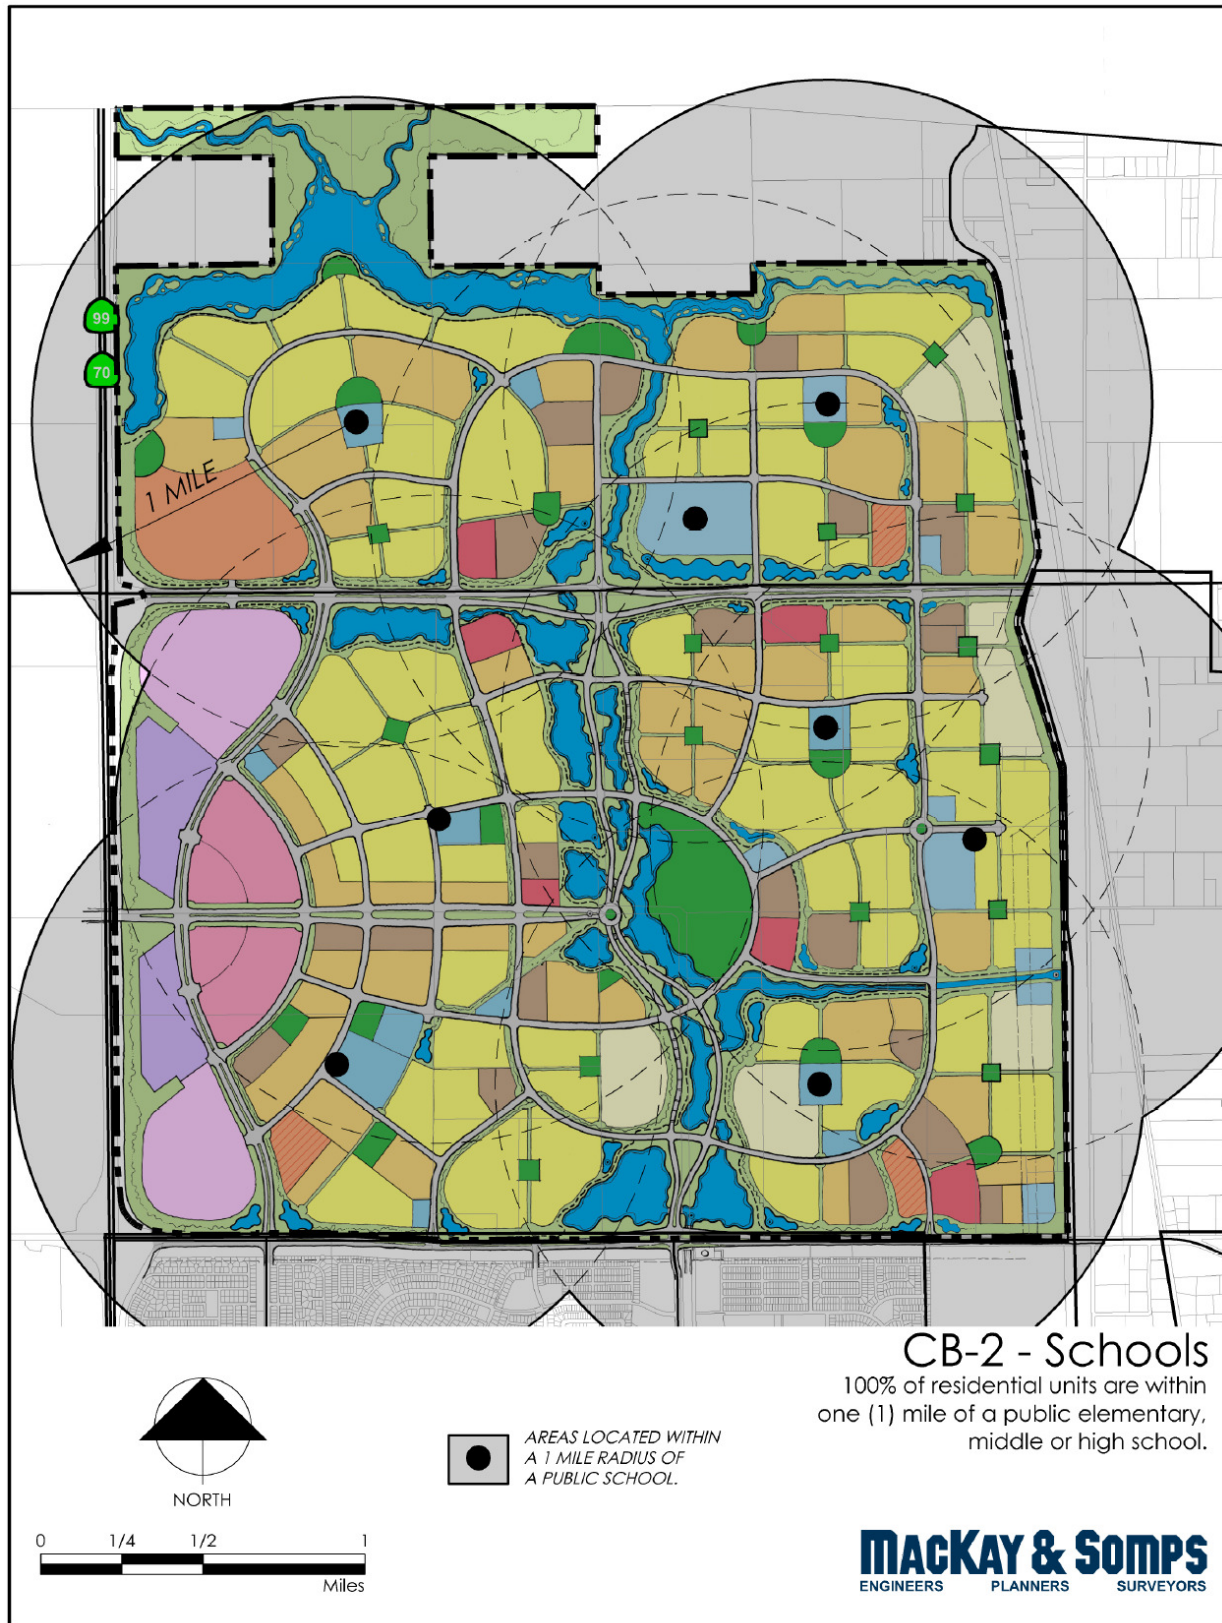 99
70
1 MILE
CB-2 - Schools
100% of residential units are within
one (1) mile of a public elementary,
middle or high school.
AREAS LOCATED WITHIN
A 1 MILE RADIUS OF
A PUBLIC SCHOOL.
NORTH
0 1/4 1/2 1
Miles
MACKAY & SOMPS
ENGINEERS PLANNERS SURVEYORS